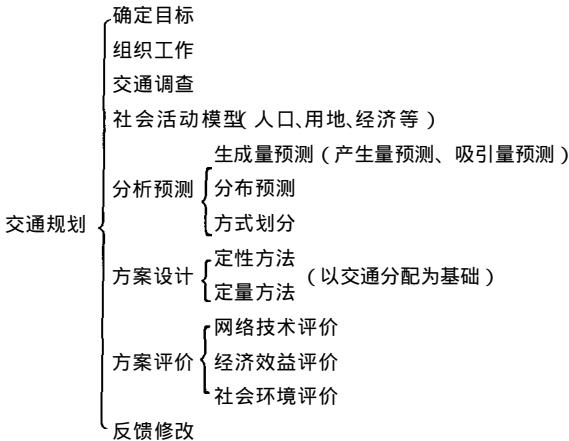 确定目标
组织工作
交通调查
社会活动模型(人口、用地、经济等)
生成量预测(产生量预测、吸引量预测)
分析预测
分布预测
方式划分
交通规划
定性方法
方案设计
(以交通分配为基础)
定量方法
网络技术评价
方案评价
经济效益评价
社会环境评价
反馈修改